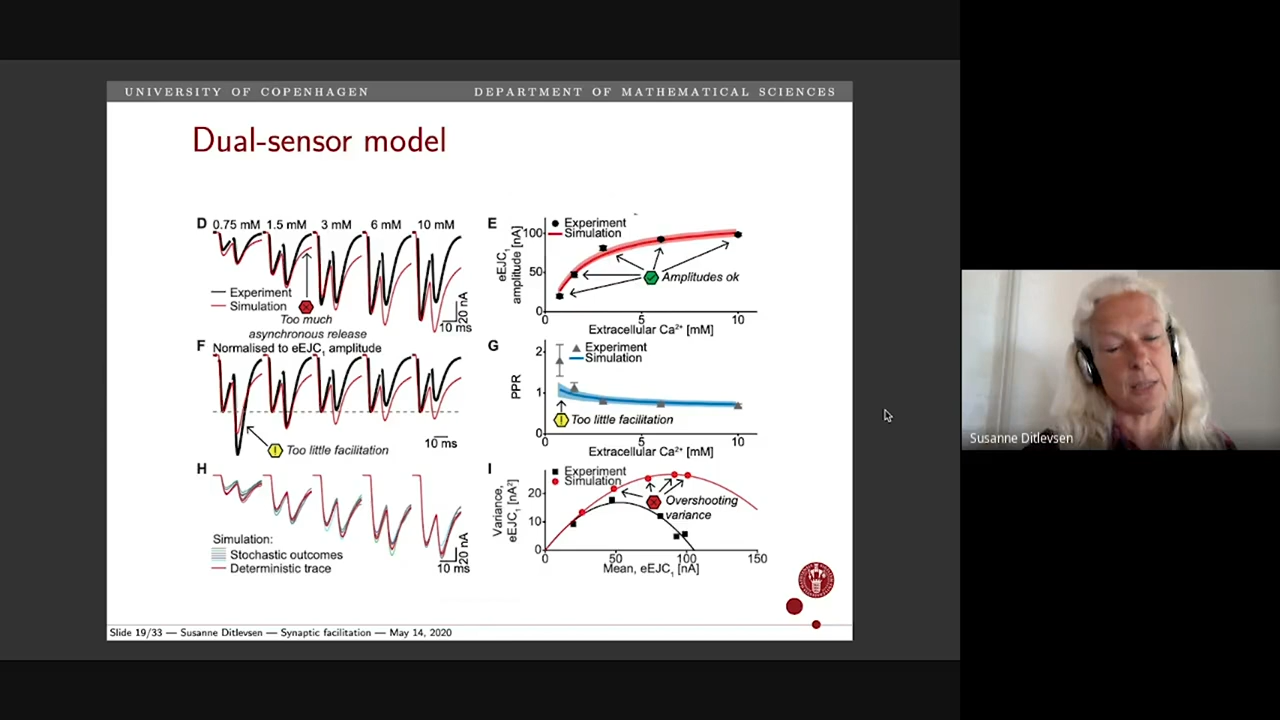 UNIVERSITY OF COPENHAGEN DEPARTMENT OF MATHEMATICAL SCIENCES
Dual-sensor model
D 0.75 mM 1.5 mM 3 mM 6 mM 10 mM
Experiment
Simulation
Too much
asynchronous release
20 nA
10 ms
E
Experiment
Simulation
eEJC1
amplitude [nA]
100
50
0
Amplitudes ok
0 5 10
Extracellular Ca²⁺ [mM]
F Normalised to eEJC1 amplitude
! Too little facilitation
10 ms
G
Experiment
Simulation
PPR
2
1
0
! Too little facilitation
0 5 10
Extracellular Ca²⁺ [mM]
H
Simulation:
Stochastic outcomes
Deterministic trace
20 nA
10 ms
I
Experiment
Simulation
Variance,
eEJC1 [nA²]
20
10
0
Overshooting
variance
0 50 100 150
Mean, eEJC1 [nA]
Slide 19/33 — Susanne Ditlevsen — Synaptic facilitation — May 14, 2020
Susanne Ditlevsen